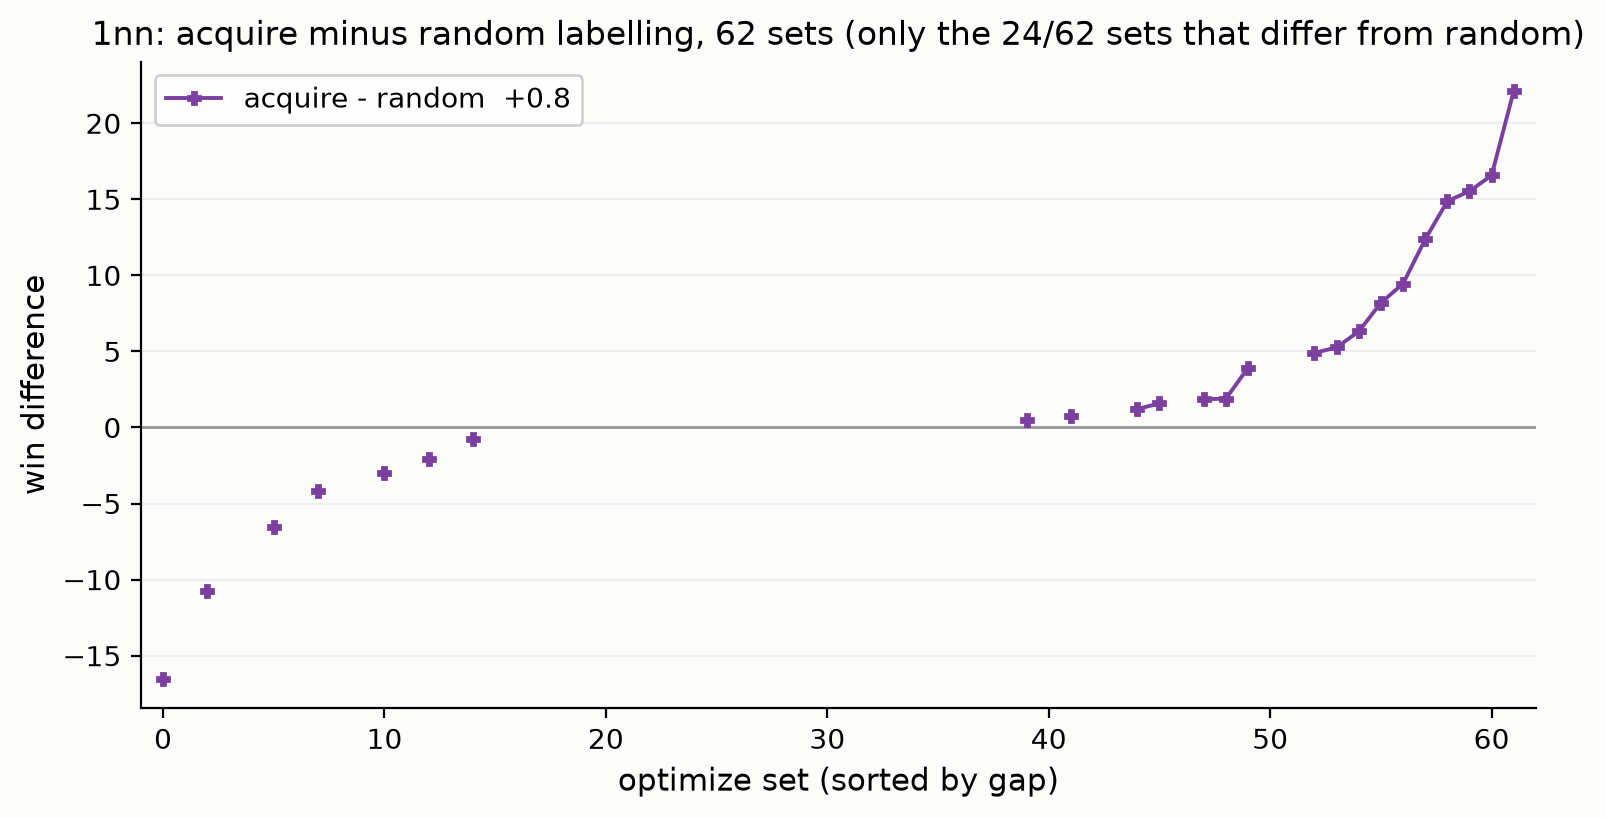 1nn: acquire minus random labelling, 62 sets (only the 24/62 sets that differ from random)
acquire - random +0.8
win difference
20
15
10
5
0
−5
−10
−15
0 10 20 30 40 50 60
optimize set (sorted by gap)